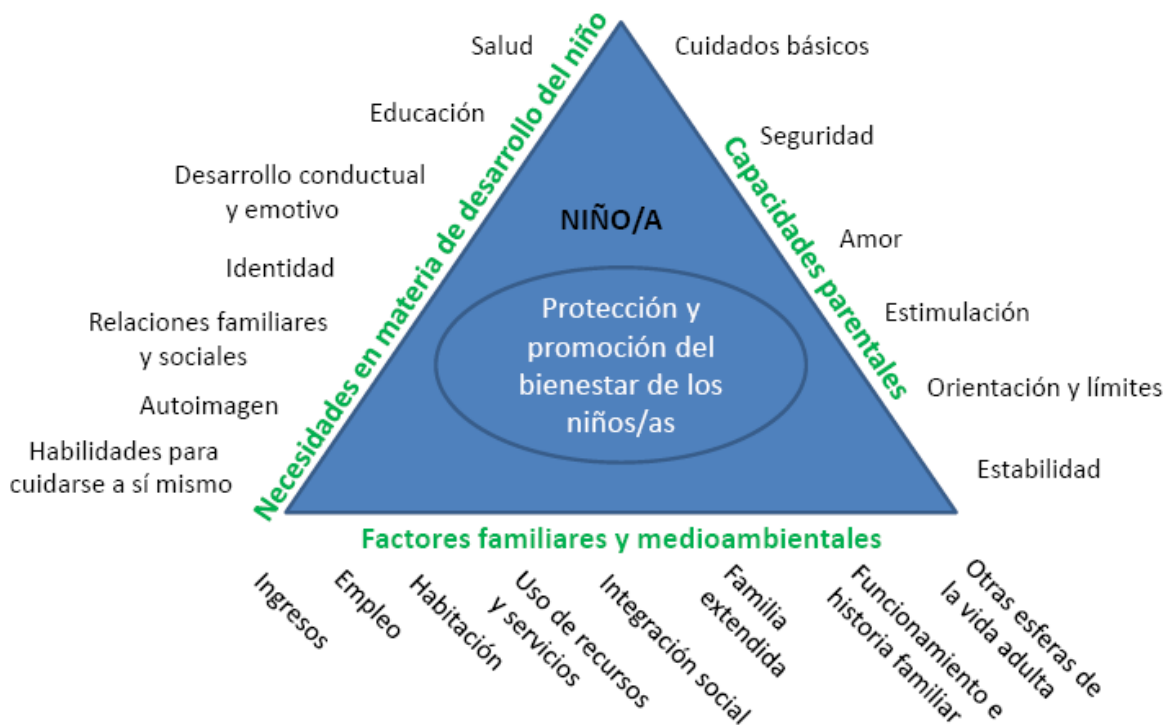 Necesidades en materia de desarrollo del niño
Salud
Educación
Desarrollo conductual
y emotivo
Identidad
Relaciones familiares
y sociales
Autoimagen
Habilidades para
cuidarse a sí mismo
NIÑO/A
Protección y
promoción del
bienestar de los
niños/as
Capacidades parentales
Cuidados básicos
Seguridad
Amor
Estimulación
Orientación y límites
Estabilidad
Factores familiares y medioambientales
Ingresos
Empleo
Habitación
Uso de recursos
y servicios
Integración social
Familia
extendida
Funcionamiento e
historia familiar
Otras esferas de
la vida adulta